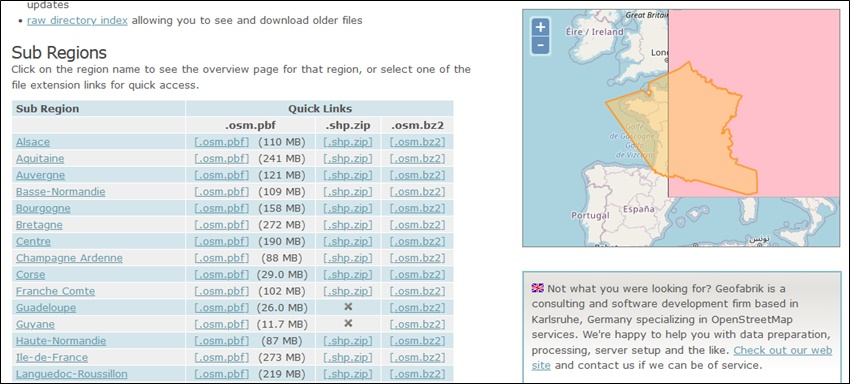 updates
• raw directory index allowing you to see and download older files
Sub Regions
Click on the region name to see the overview page for that region, or select one of the
file extension links for quick access.
Sub Region Quick Links
.osm.pbf .shp.zip .osm.bz2
Alsace [.osm.pbf] (110 MB) [.shp.zip] [.osm.bz2]
Aquitaine [.osm.pbf] (241 MB) [.shp.zip] [.osm.bz2]
Auvergne [.osm.pbf] (121 MB) [.shp.zip] [.osm.bz2]
Basse-Normandie [.osm.pbf] (109 MB) [.shp.zip] [.osm.bz2]
Bourgogne [.osm.pbf] (158 MB) [.shp.zip] [.osm.bz2]
Bretagne [.osm.pbf] (272 MB) [.shp.zip] [.osm.bz2]
Centre [.osm.pbf] (190 MB) [.shp.zip] [.osm.bz2]
Champagne Ardenne [.osm.pbf] (88 MB) [.shp.zip] [.osm.bz2]
Corse [.osm.pbf] (29.0 MB) [.shp.zip] [.osm.bz2]
Franche Comte [.osm.pbf] (102 MB) [.shp.zip] [.osm.bz2]
Guadeloupe [.osm.pbf] (26.0 MB) ✖ [.osm.bz2]
Guyane [.osm.pbf] (11.7 MB) ✖ [.osm.bz2]
Haute-Normandie [.osm.pbf] (87 MB) [.shp.zip] [.osm.bz2]
Ile-de-France [.osm.pbf] (273 MB) [.shp.zip] [.osm.bz2]
Languedoc-Roussillon [.osm.pbf] (219 MB) [.shp.zip] [.osm.bz2]
+
−
Great Britain
Éire / Ireland
Lon
Golfe
de Gascogne
Golfo
de Vizcaya
Portugal
España
تونس
Not what you were looking for? Geofabrik is a
consulting and software development firm based in
Karlsruhe, Germany specializing in OpenStreetMap
services. We're happy to help you with data preparation,
processing, server setup and the like. Check out our web
site and contact us if we can be of service.